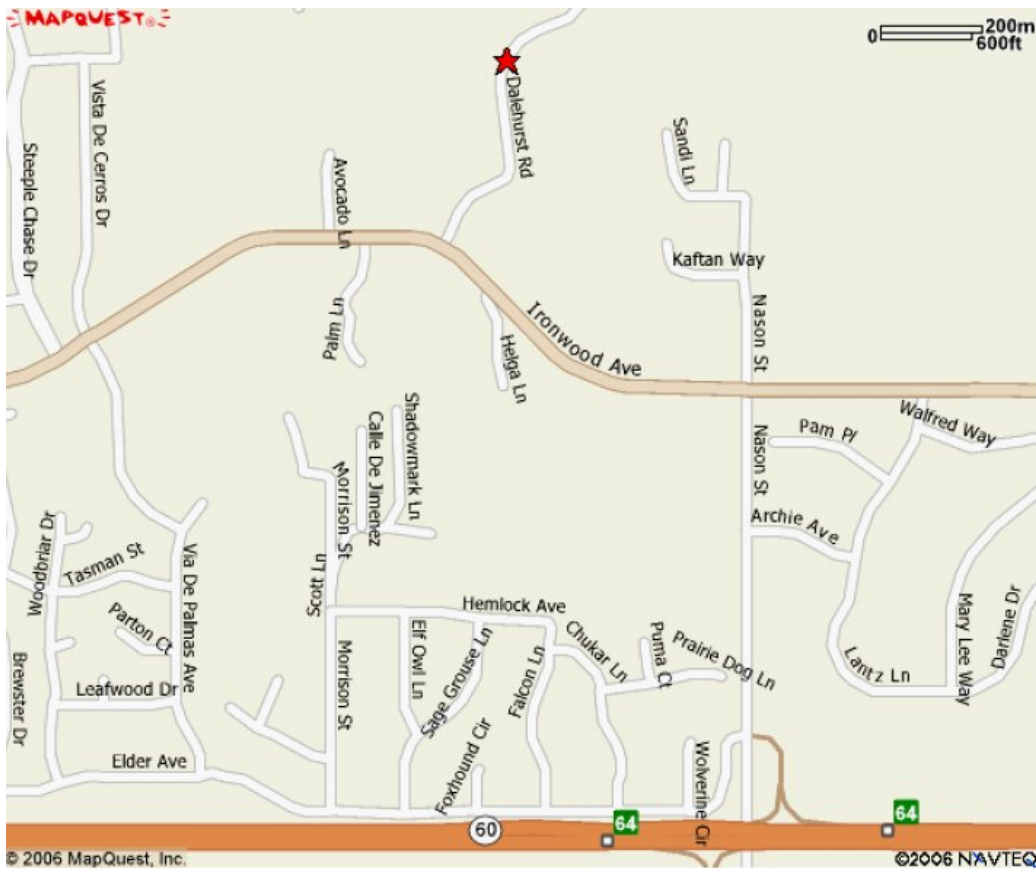 MAPQUEST®
0 200m
600ft
Dalehurst Rd
Vista De Cerros Dr
Steeple Chase Dr
Avocado Ln
Sandi Ln
Kaftan Way
Palm Ln
Ironwood Ave
Nason St
Helga Ln
Shadowmark Ln
Calle De Jimenez
Morrison St
Nason St
Pam Pl
Walfred Way
Archie Ave
Woodbriar Dr
Tasman St
Via De Palmas Ave
Scott Ln
Hemlock Ave
Parton Ct
Elf Owl Ln
Sage Grouse Ln
Chukar Ln
Puma Ct
Prairie Dog Ln
Falcon Ln
Mary Lee Way
Darlene Dr
Lantz Ln
Brewster Dr
Leafwood Dr
Morrison St
Elder Ave
Foxhound Cir
Wolverine Cir
60
64
64
© 2006 MapQuest, Inc.
©2006 NAVTEQ